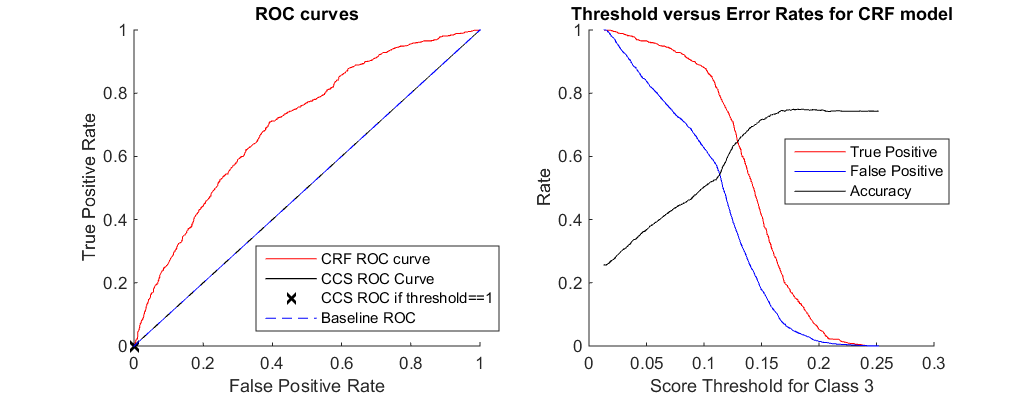 ROC curves
1
0.8
0.6
0.4
0.2
0
True Positive Rate
CRF ROC curve
CCS ROC Curve
CCS ROC if threshold==1
Baseline ROC
0 0.2 0.4 0.6 0.8 1
False Positive Rate
Threshold versus Error Rates for CRF model
1
0.8
0.6
0.4
0.2
0
Rate
True Positive
False Positive
Accuracy
0 0.05 0.1 0.15 0.2 0.25 0.3
Score Threshold for Class 3